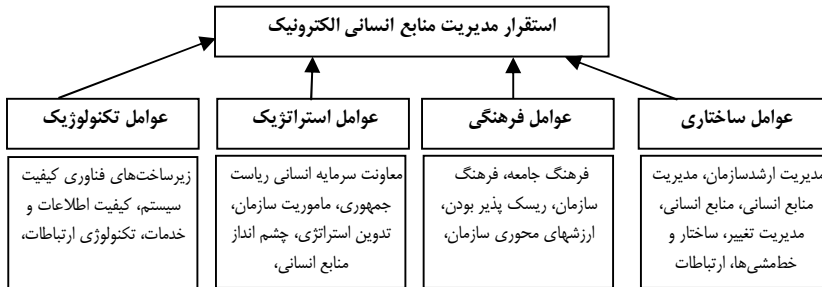 استقرار مدیریت منابع انسانی الکترونیک
عوامل ساختاری
عوامل فرهنگی
عوامل استراتژیک
عوامل تکنولوژیک
مدیریت ارشدسازمان، مدیریت
منابع انسانی، منابع انسانی،
مدیریت تغییر، ساختار و
خط‌مشی‌ها، ارتباطات
فرهنگ جامعه، فرهنگ
سازمان، ریسک پذیر بودن،
ارزشهای محوری سازمان،
معاونت سرمایه انسانی ریاست
جمهوری، ماموریت سازمان،
تدوین استراتژی، چشم انداز
منابع انسانی،
زیرساخت‌های فناوری کیفیت
سیستم، کیفیت اطلاعات و
خدمات، تکنولوژی ارتباطات،